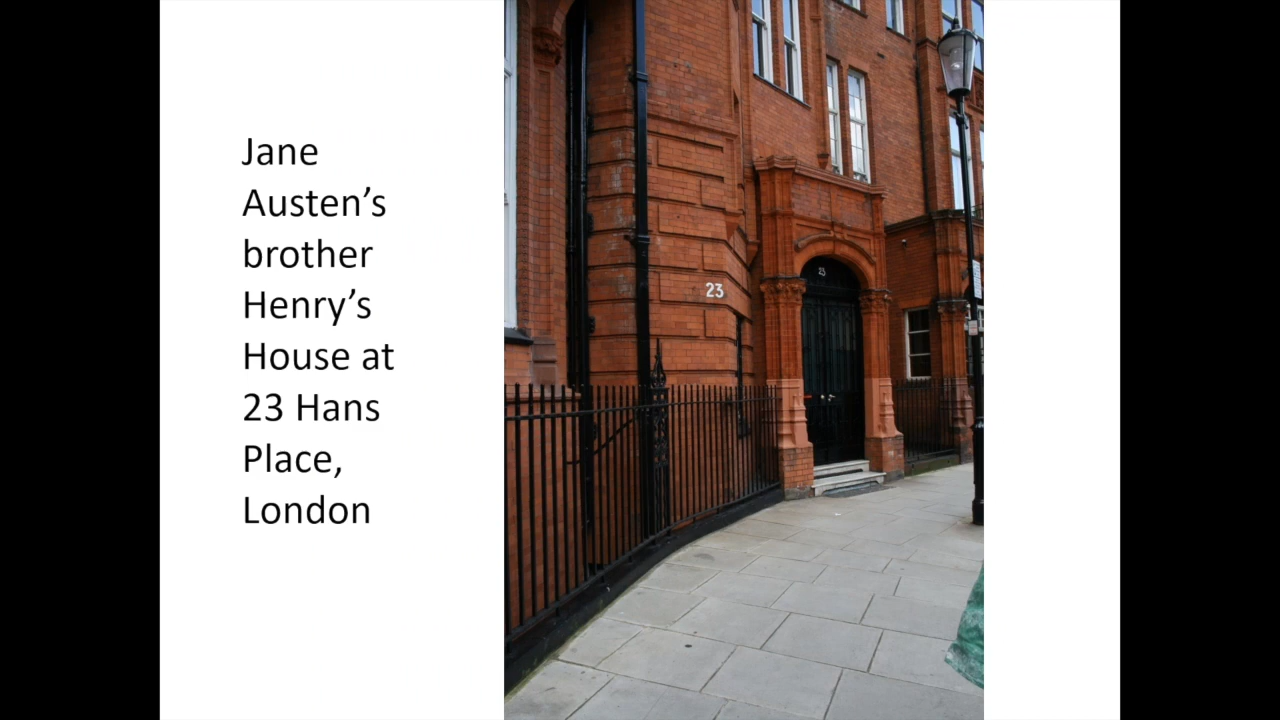 Jane
Austen’s
brother
Henry’s
House at
23 Hans
Place,
London
23
23